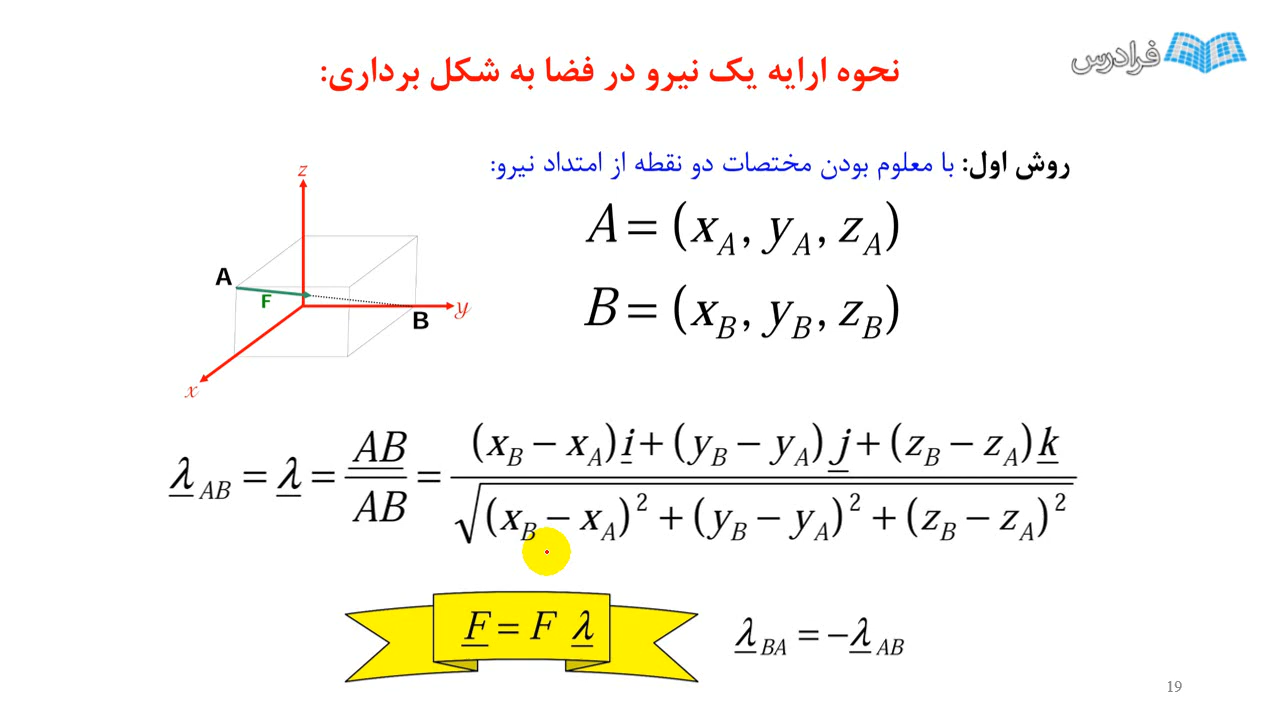 فرادرس
نحوه ارایه یک نیرو در فضا به شکل برداری:
روش اول: با معلوم بودن مختصات دو نقطه از امتداد نیرو:
A = (x_A, y_A, z_A)
B = (x_B, y_B, z_B)
z
A
F
y
B
x
λ_AB = λ = AB/AB = ((x_B − x_A)i + (y_B − y_A)j + (z_B − z_A)k) / √((x_B − x_A)² + (y_B − y_A)² + (z_B − z_A)²)
F = F λ
λ_BA = −λ_AB
19